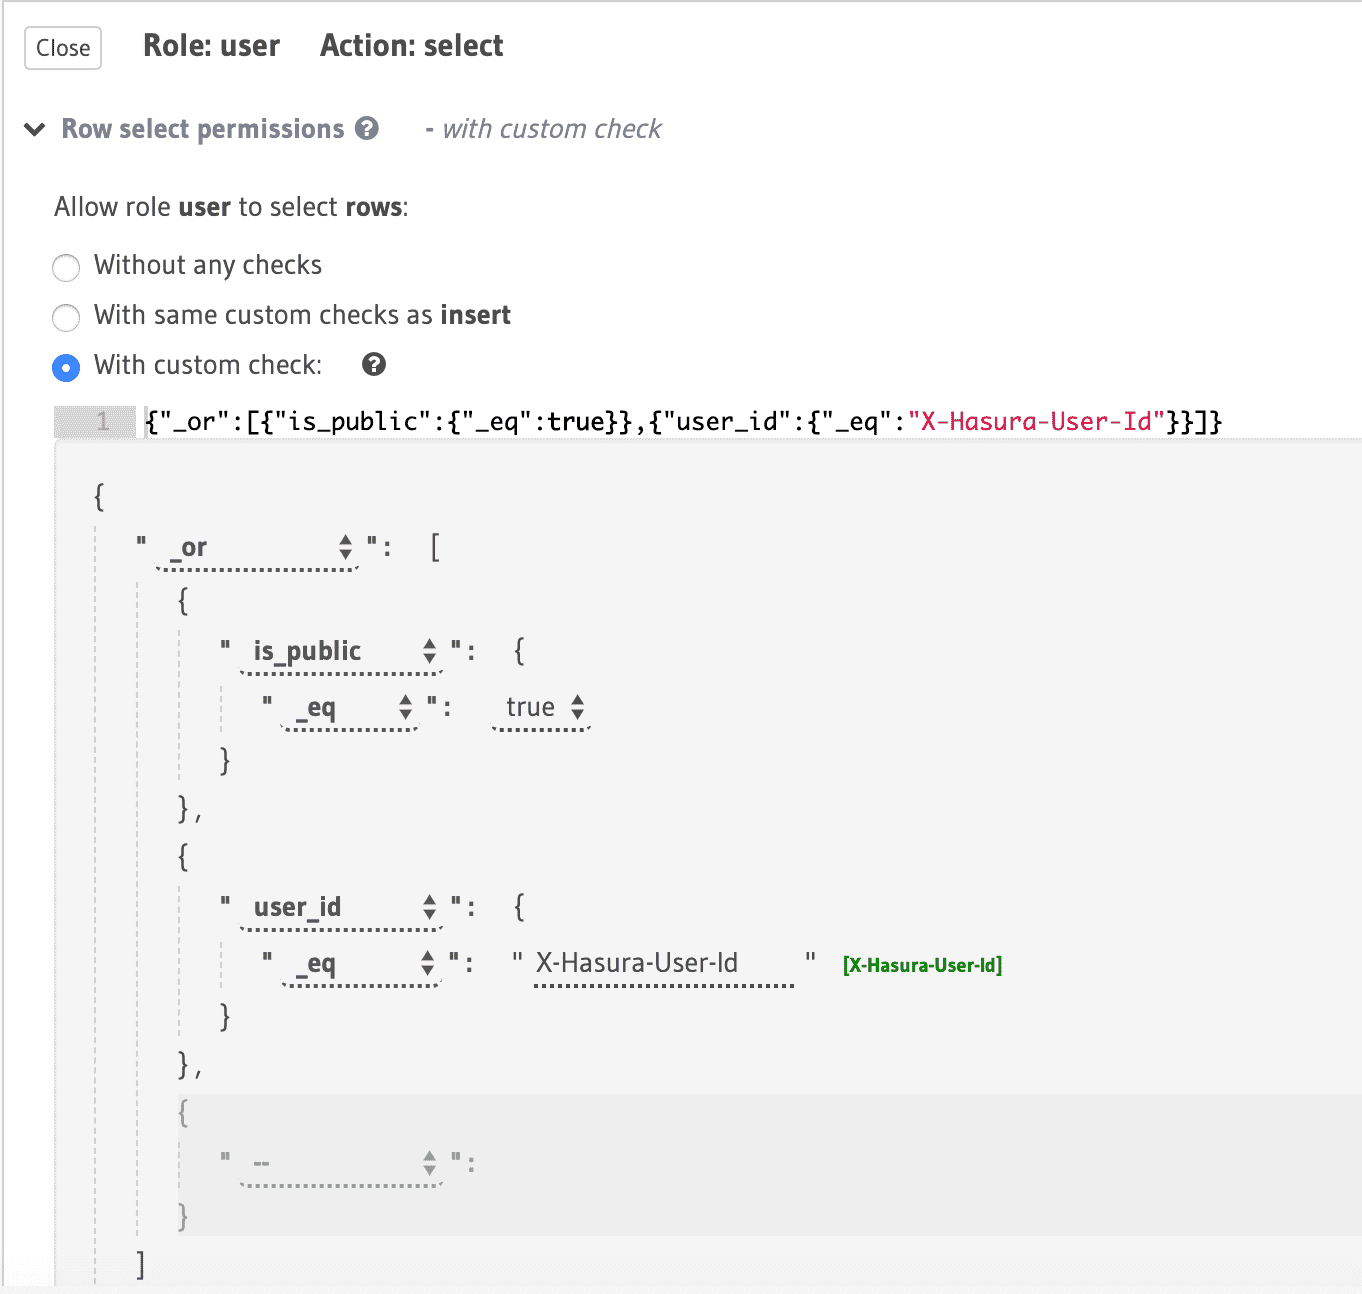 Close Role: user Action: select
Row select permissions ? - with custom check
Allow role user to select rows:
Without any checks
With same custom checks as insert
With custom check: ?
1 {"_or":[{"is_public":{"_eq":true}},{"user_id":{"_eq":"X-Hasura-User-Id"}}]}
{
" _or ": [
{
" is_public ": {
" _eq ": true
}
},
{
" user_id ": {
" _eq ": " X-Hasura-User-Id " [X-Hasura-User-Id]
}
},
{
" -- ":
}
]